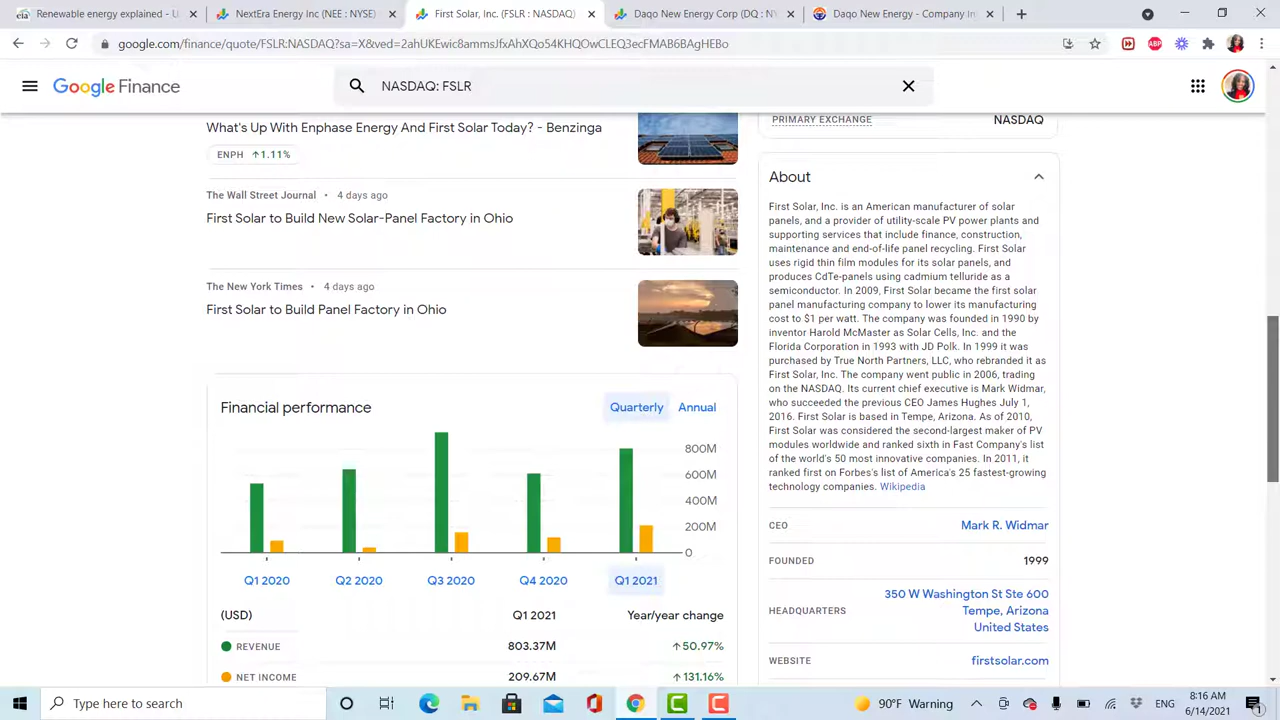 Renewable energy explained - U
NextEra Energy Inc (NEE : NYSE)
First Solar, Inc. (FSLR : NASDAQ)
Daqo New Energy Corp (DQ : NY
Daqo New Energy - Company In
google.com/finance/quote/FSLR:NASDAQ?sa=X&ved=2ahUKEwia8ammsJfxAhXGQ54KHQOwCLEQ3ecFMAB6BAgHEBo
Google Finance
NASDAQ: FSLR
What's Up With Enphase Energy And First Solar Today? - Benzinga
ENPH ↑1.11%
The Wall Street Journal • 4 days ago
First Solar to Build New Solar-Panel Factory in Ohio
The New York Times • 4 days ago
First Solar to Build Panel Factory in Ohio
Financial performance
Quarterly
Annual
800M
600M
400M
200M
0
Q1 2020
Q2 2020
Q3 2020
Q4 2020
Q1 2021
(USD) Q1 2021 Year/year change
REVENUE 803.37M ↑50.97%
NET INCOME 209.67M ↑131.16%
PRIMARY EXCHANGE NASDAQ
About
First Solar, Inc. is an American manufacturer of solar
panels, and a provider of utility-scale PV power plants and
supporting services that include finance, construction,
maintenance and end-of-life panel recycling. First Solar
uses rigid thin film modules for its solar panels, and
produces CdTe-panels using cadmium telluride as a
semiconductor. In 2009, First Solar became the first solar
panel manufacturing company to lower its manufacturing
cost to $1 per watt. The company was founded in 1990 by
inventor Harold McMaster as Solar Cells, Inc. and the
Florida Corporation in 1993 with JD Polk. In 1999 it was
purchased by True North Partners, LLC, who rebranded it as
First Solar, Inc. The company went public in 2006, trading
on the NASDAQ. Its current chief executive is Mark Widmar,
who succeeded the previous CEO James Hughes July 1,
2016. First Solar is based in Tempe, Arizona. As of 2010,
First Solar was considered the second-largest maker of PV
modules worldwide and ranked sixth in Fast Company's list
of the world's 50 most innovative companies. In 2011, it
ranked first on Forbes's list of America's 25 fastest-growing
technology companies. Wikipedia
CEO Mark R. Widmar
FOUNDED 1999
HEADQUARTERS 350 W Washington St Ste 600
Tempe, Arizona
United States
WEBSITE firstsolar.com
Type here to search
90°F Warning
ENG
8:16 AM
6/14/2021